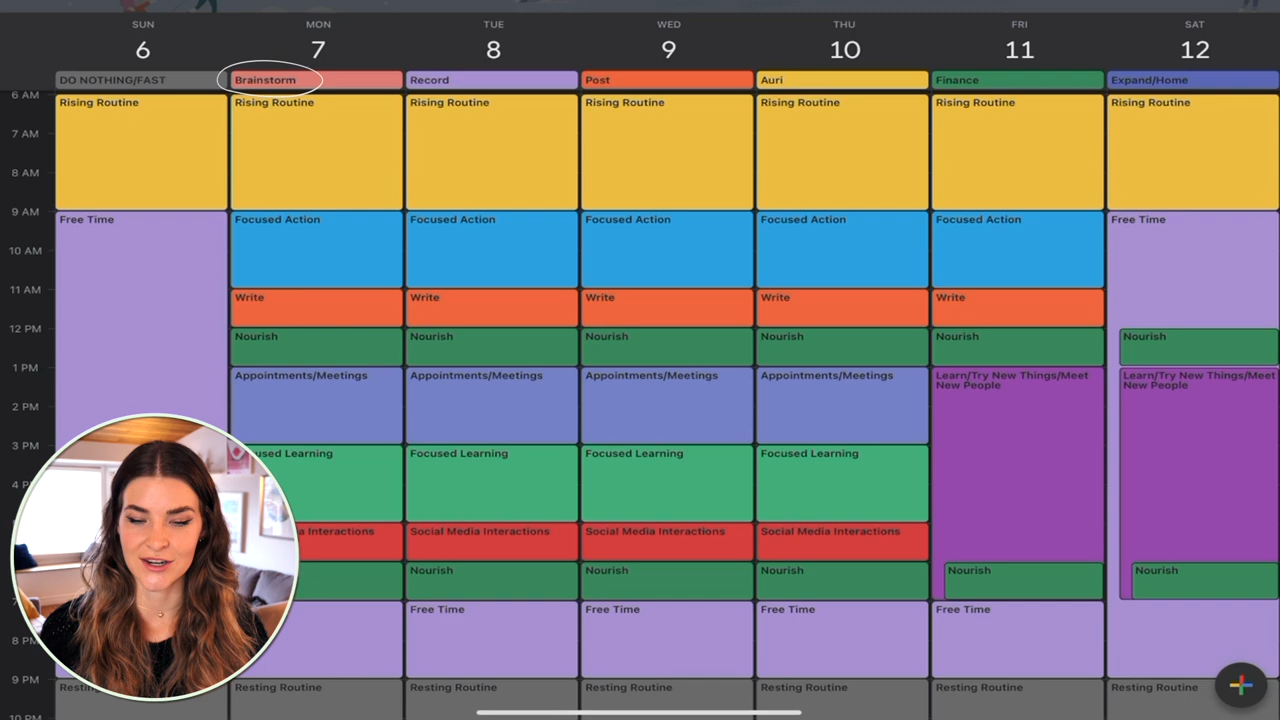 SUN MON TUE WED THU FRI SAT
6 7 8 9 10 11 12
DO NOTHING/FAST Brainstorm Record Post Auri Finance Expand/Home
6 AM
Rising Routine Rising Routine Rising Routine Rising Routine Rising Routine Rising Routine Rising Routine
7 AM
8 AM
9 AM
Free Time Focused Action Focused Action Focused Action Focused Action Focused Action Free Time
10 AM
11 AM
Write Write Write Write Write
12 PM
Nourish Nourish Nourish Nourish Nourish Nourish
1 PM
Appointments/Meetings Appointments/Meetings Appointments/Meetings Appointments/Meetings Learn/Try New Things/Meet Learn/Try New Things/Meet
New People New People
2 PM
3 PM
Focused Learning Focused Learning Focused Learning
4
Interactions Social Media Interactions Social Media Interactions Social Media Interactions
Nourish Nourish Nourish Nourish Nourish
Free Time Free Time Free Time Free Time
8 PM
9 PM
Resting Routine Resting Routine Resting Routine Resting Routine Resting Routine Resting Routine
10 PM